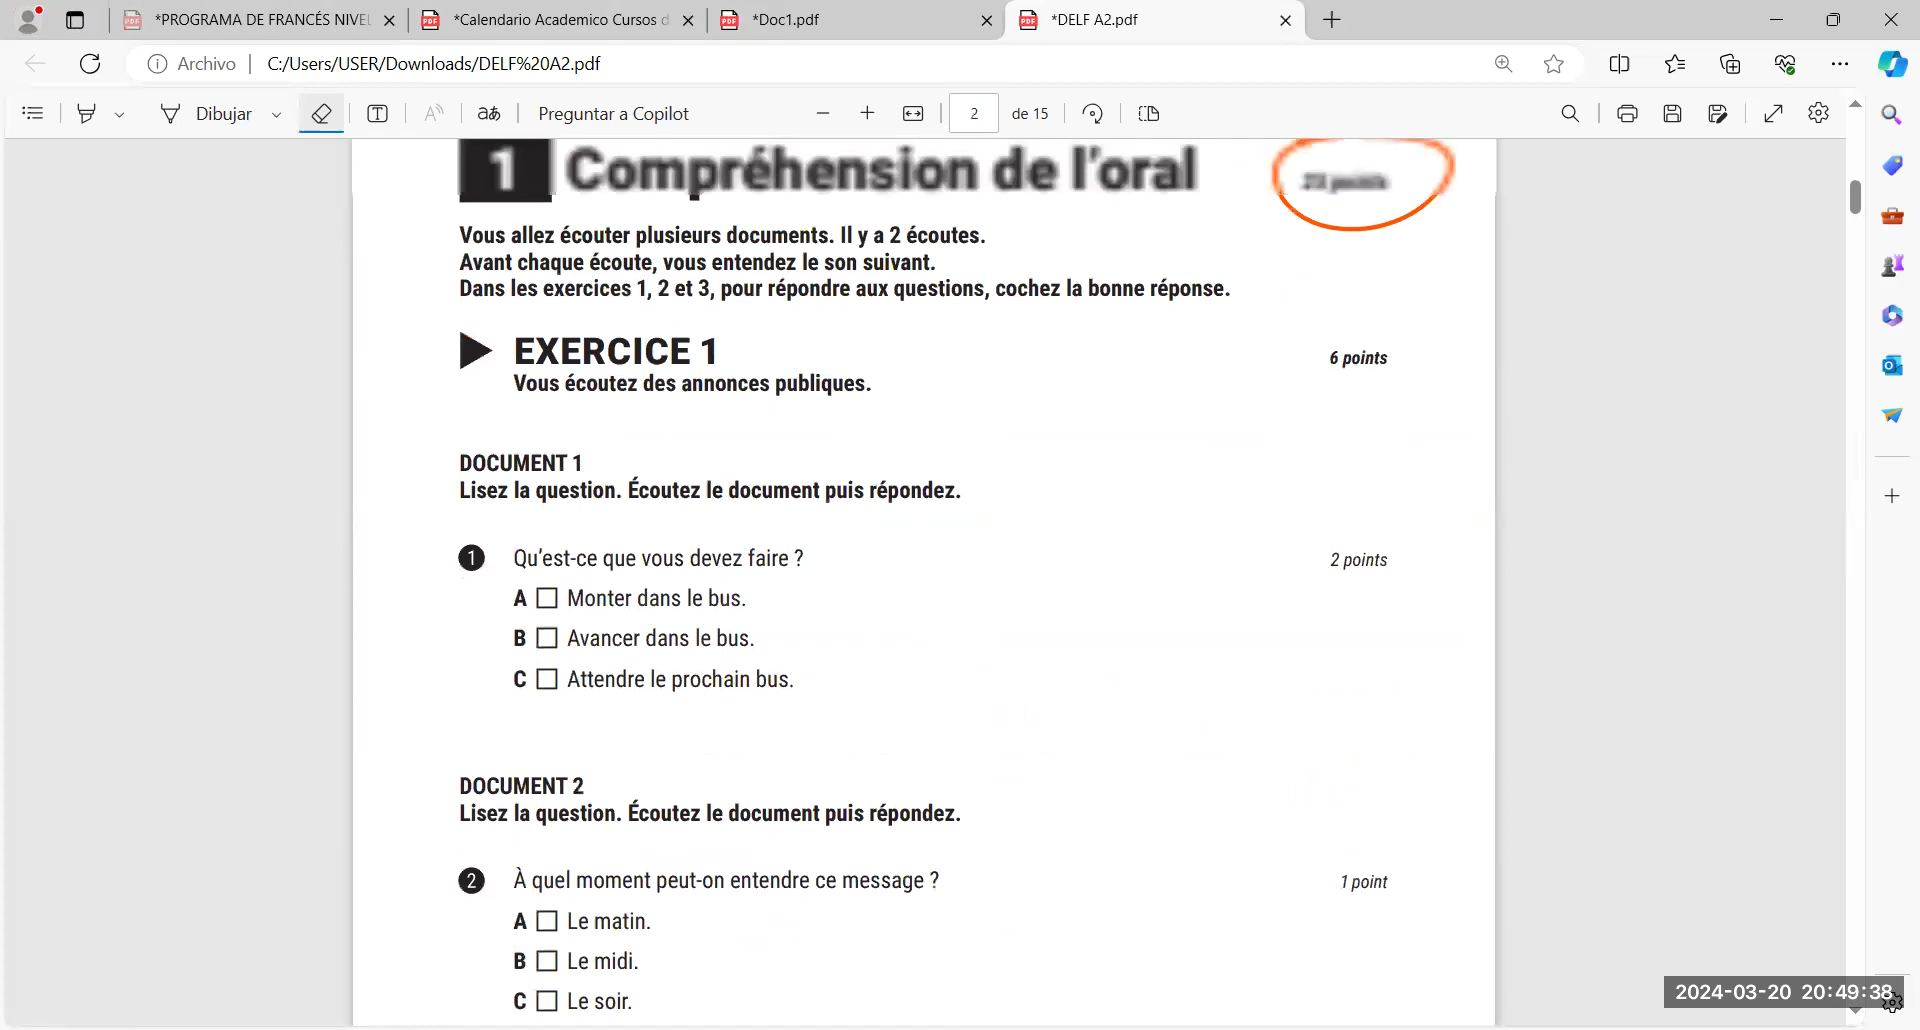 *PROGRAMA DE FRANCÉS NIVEL
*Calendario Academico Cursos d
*Doc1.pdf
*DELF A2.pdf
Archivo
C:/Users/USER/Downloads/DELF%20A2.pdf
Dibujar
Preguntar a Copilot
2
de 15
1 Compréhension de l'oral
Vous allez écouter plusieurs documents. Il y a 2 écoutes.
Avant chaque écoute, vous entendez le son suivant.
Dans les exercices 1, 2 et 3, pour répondre aux questions, cochez la bonne réponse.
EXERCICE 1
6 points
Vous écoutez des annonces publiques.
DOCUMENT 1
Lisez la question. Écoutez le document puis répondez.
1 Qu'est-ce que vous devez faire ?
2 points
A Monter dans le bus.
B Avancer dans le bus.
C Attendre le prochain bus.
DOCUMENT 2
Lisez la question. Écoutez le document puis répondez.
2 À quel moment peut-on entendre ce message ?
1 point
A Le matin.
B Le midi.
C Le soir.
2024-03-20 20:49:38